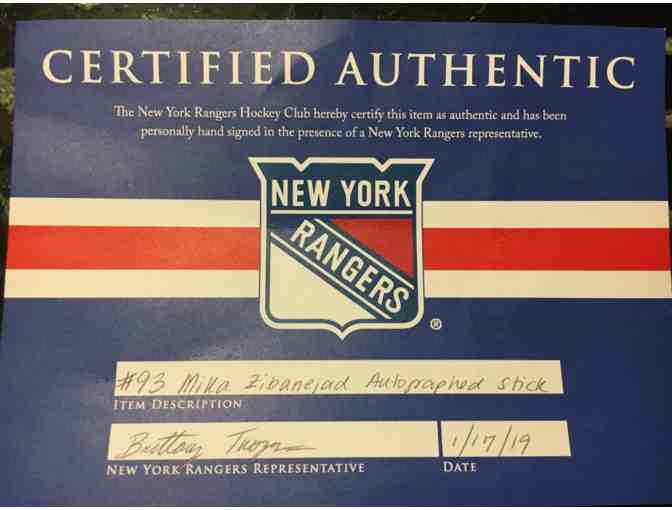 CERTIFIED AUTHENTIC
The New York Rangers Hockey Club hereby certify this item as authentic and has been
personally hand signed in the presence of a New York Rangers representative.
NEW YORK
RANGERS
®
#93 Mika Zibanejad Autographed Stick
ITEM DESCRIPTION
Brittany 1/17/19
NEW YORK RANGERS REPRESENTATIVE DATE